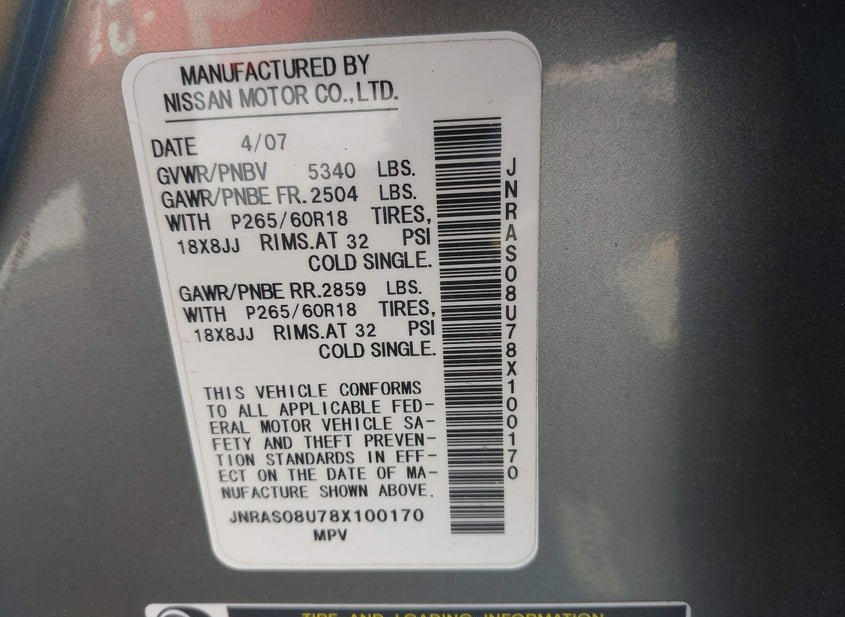 MANUFACTURED BY
NISSAN MOTOR CO.,LTD.
DATE 4/07
GVWR/PNBV 5340 LBS.
GAWR/PNBE FR.2504 LBS.
WITH P265/60R18 TIRES,
18X8JJ RIMS.AT 32 PSI
COLD SINGLE.
GAWR/PNBE RR.2859 LBS.
WITH P265/60R18 TIRES,
18X8JJ RIMS.AT 32 PSI
COLD SINGLE.
THIS VEHICLE CONFORMS
TO ALL APPLICABLE FED-
ERAL MOTOR VEHICLE SA-
FETY AND THEFT PREVEN-
TION STANDARDS IN EFF-
ECT ON THE DATE OF MA-
NUFACTURE SHOWN ABOVE.
JNRAS08U78X100170
MPV
JNRAS08U78X100170
TIRE AND LOADING INFORMATION